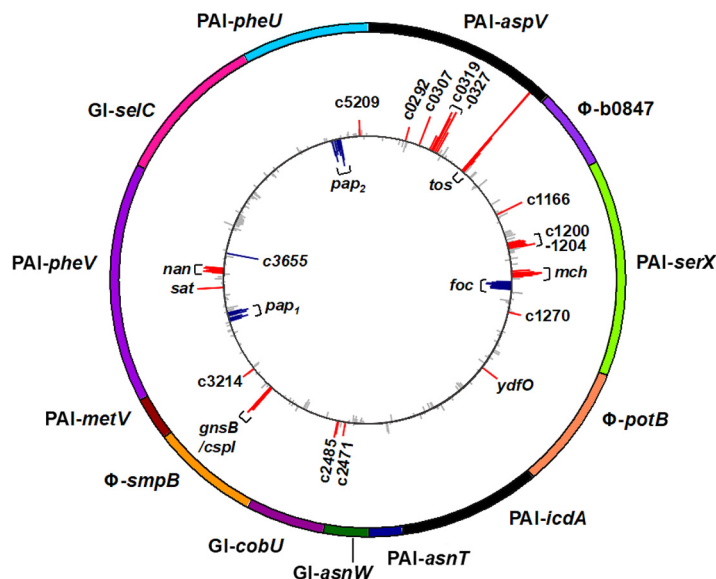 PAI-pheU
PAI-aspV
GI-selC
c5209
c0292
c0307
c0319
-0327
Φ-b0847
pap2
tos
c1166
c1200
-1204
PAI-pheV
nan
c3655
sat
foc
mch
PAI-serX
pap1
c1270
c3214
ydfO
gnsB
/cspI
c2485
c2471
PAI-metV
Φ-potB
Φ-smpB
PAI-icdA
GI-cobU
PAI-asnT
GI-asnW